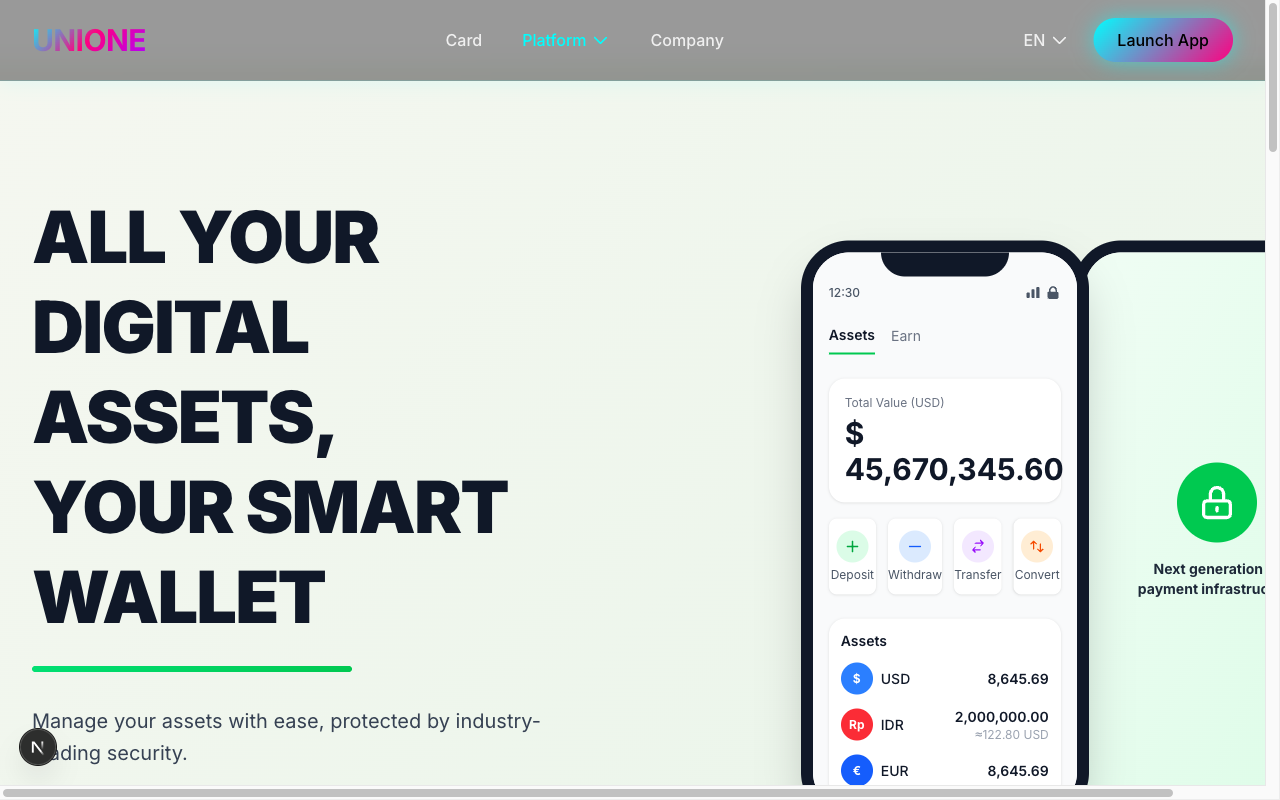 UNIONE
Card
Platform
Company
EN
Launch App
ALL YOUR
DIGITAL
ASSETS,
YOUR SMART
WALLET
Manage your assets with ease, protected by industry-
ading security.
N
12:30
Assets
Earn
Total Value (USD)
$
45,670,345.60
Deposit
Withdraw
Transfer
Convert
Assets
$
USD
8,645.69
Rp
IDR
2,000,000.00
≈122.80 USD
€
EUR
8,645.69
Next generation
payment infrastruc